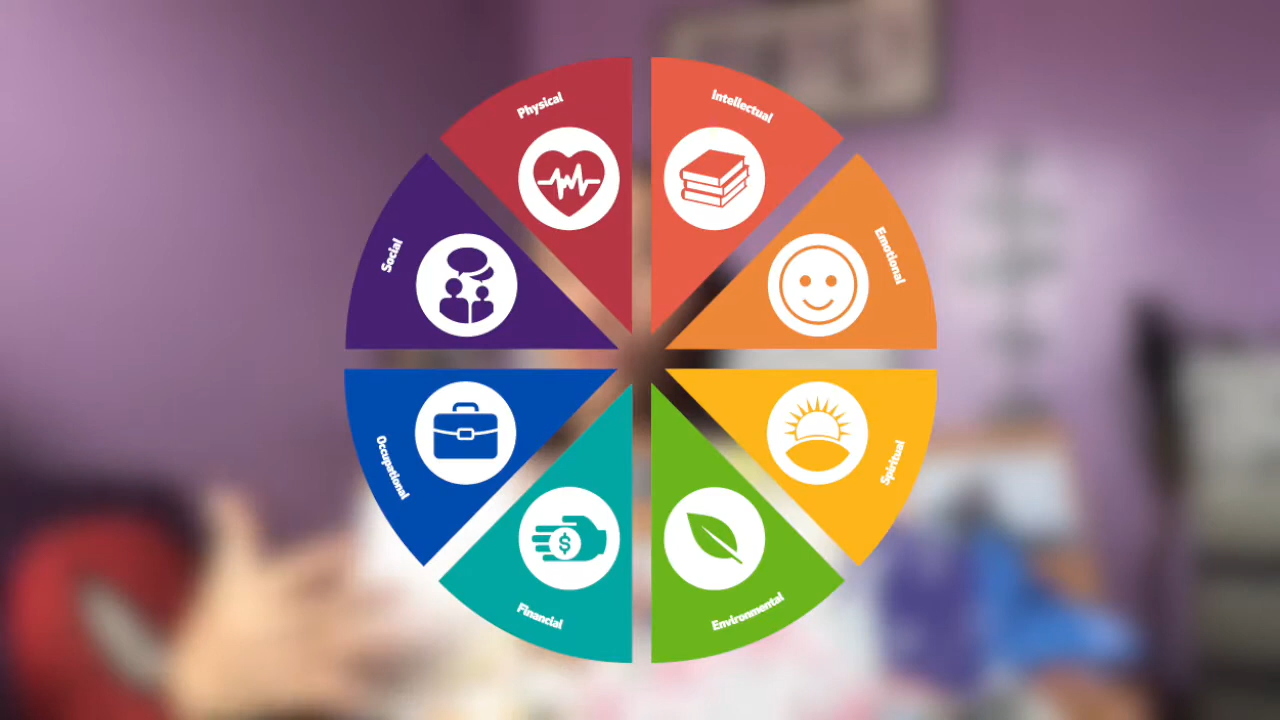 Physical
Intellectual
Social
Emotional
Occupational
Spiritual
$
Financial
Environmental